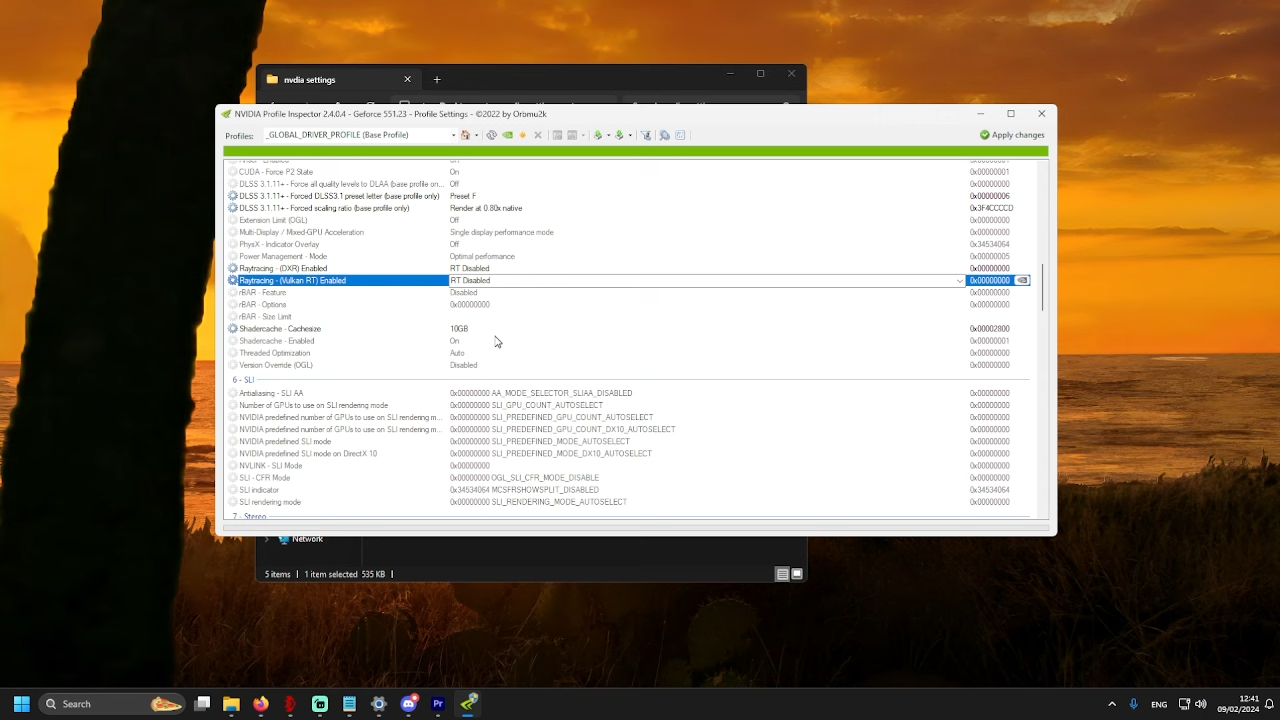 nvdia settings
NVIDIA Profile Inspector 2.4.0.4 - Geforce 551.23 - Profile Settings - ©2022 by Orbmu2k
Profiles: _GLOBAL_DRIVER_PROFILE (Base Profile) Apply changes
CUDA - Force P2 State On 0x00000001
DLSS 3.1.11+ - Force all quality levels to DLAA (base profile on... Off 0x00000000
DLSS 3.1.11+ - Forced DLSS3.1 preset letter (base profile only) Preset F 0x00000006
DLSS 3.1.11+ - Forced scaling ratio (base profile only) Render at 0.80x native 0x3F4CCCCD
Extension Limit (OGL) Off 0x00000000
Multi-Display / Mixed-GPU Acceleration Single display performance mode 0x00000000
PhysX - Indicator Overlay Off 0x34534064
Power Management - Mode Optimal performance 0x00000005
Raytracing - (DXR) Enabled RT Disabled 0x00000000
Raytracing - (Vulkan RT) Enabled RT Disabled 0x00000000
rBAR - Feature Disabled 0x00000000
rBAR - Options 0x00000000 0x00000000
rBAR - Size Limit 0x00000000
Shadercache - Cachesize 10GB 0x00002800
Shadercache - Enabled On 0x00000001
Threaded Optimization Auto 0x00000000
Version Override (OGL) Disabled 0x00000000
6 - SLI
Antialiasing - SLI AA 0x00000000 AA_MODE_SELECTOR_SLIAA_DISABLED 0x00000000
Number of GPUs to use on SLI rendering mode 0x00000000 SLI_GPU_COUNT_AUTOSELECT 0x00000000
NVIDIA predefined number of GPUs to use on SLI rendering m... 0x00000000 SLI_PREDEFINED_GPU_COUNT_AUTOSELECT 0x00000000
NVIDIA predefined number of GPUs to use on SLI rendering m... 0x00000000 SLI_PREDEFINED_GPU_COUNT_DX10_AUTOSELECT 0x00000000
NVIDIA predefined SLI mode 0x00000000 SLI_PREDEFINED_MODE_AUTOSELECT 0x00000000
NVIDIA predefined SLI mode on DirectX 10 0x00000000 SLI_PREDEFINED_MODE_DX10_AUTOSELECT 0x00000000
NVLINK - SLI Mode 0x00000000 0x00000000
SLI - CFR Mode 0x00000000 OGL_SLI_CFR_MODE_DISABLE 0x00000000
SLI indicator 0x34534064 MCSFRSHOWSPLIT_DISABLED 0x34534064
SLI rendering mode 0x00000000 SLI_RENDERING_MODE_AUTOSELECT 0x00000000
7 - Stereo
Network
5 items 1 item selected 535 KB
Search Pr ENG 12:41
09/02/2024